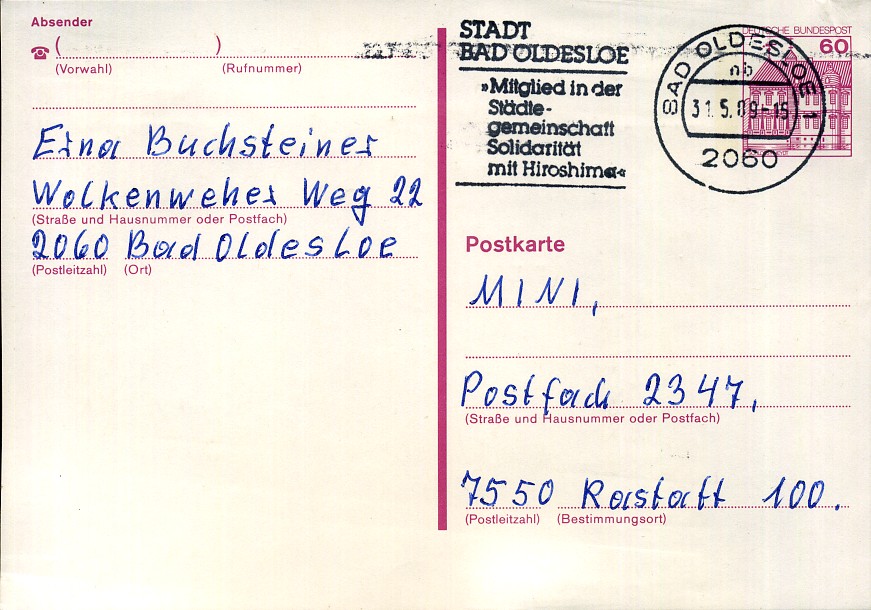 Absender
☎ ( )
(Vorwahl) (Rufnummer)
Erna Buchsteiner
Wolkenweher Weg 22
(Straße und Hausnummer oder Postfach)
2060 Bad Oldesloe
(Postleitzahl) (Ort)
STADT
BAD OLDESLOE
»Mitglied in der
Städte-
gemeinschaft
Solidarität
mit Hiroshima«
BAD OLDESLOE 1
nb
31.5.89-15
2060
DEUTSCHE BUNDESPOST
60
Postkarte
MINI,
Postfach 2347,
(Straße und Hausnummer oder Postfach)
7550 Rastatt 100.
(Postleitzahl) (Bestimmungsort)